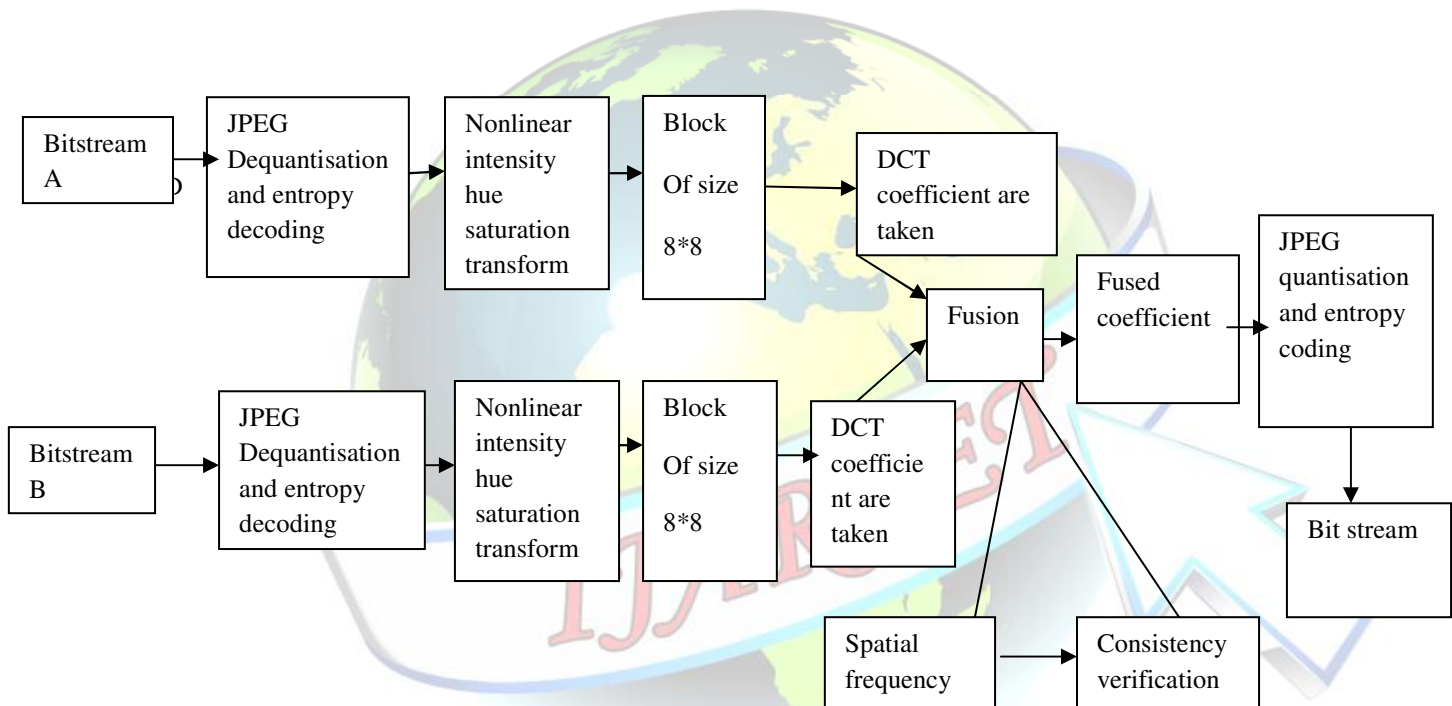 Bitstream
A
JPEG
Dequantisation
and entropy
decoding
Nonlinear
intensity
hue
saturation
transform
Block
Of size
8*8
DCT
coefficient are
taken
Bitstream
B
JPEG
Dequantisation
and entropy
decoding
Nonlinear
intensity
hue
saturation
transform
Block
Of size
8*8
DCT
coefficie
nt are
taken
Fusion
Fused
coefficient
JPEG
quantisation
and entropy
coding
Bit stream
Spatial
frequency
Consistency
verification